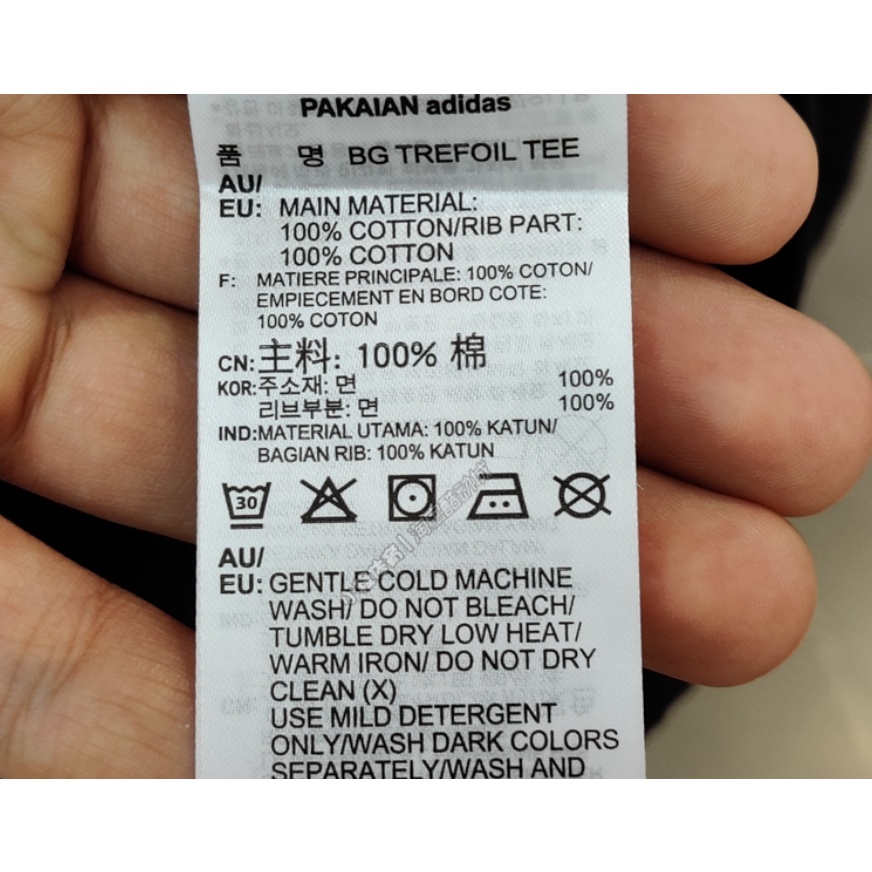 PAKAIAN adidas
품 명 BG TREFOIL TEE
AU/
EU: MAIN MATERIAL:
100% COTTON/RIB PART:
100% COTTON
F: MATIERE PRINCIPALE: 100% COTON/
EMPIECEMENT EN BORD COTE:
100% COTON
CN: 主料: 100% 棉
KOR: 주소재: 면 100%
리브부분: 면 100%
IND: MATERIAL UTAMA: 100% KATUN/
BAGIAN RIB: 100% KATUN
30
AU/
EU: GENTLE COLD MACHINE
WASH/ DO NOT BLEACH/
TUMBLE DRY LOW HEAT/
WARM IRON/ DO NOT DRY
CLEAN (X)
USE MILD DETERGENT
ONLY/WASH DARK COLORS
SEPARATELY/WASH AND